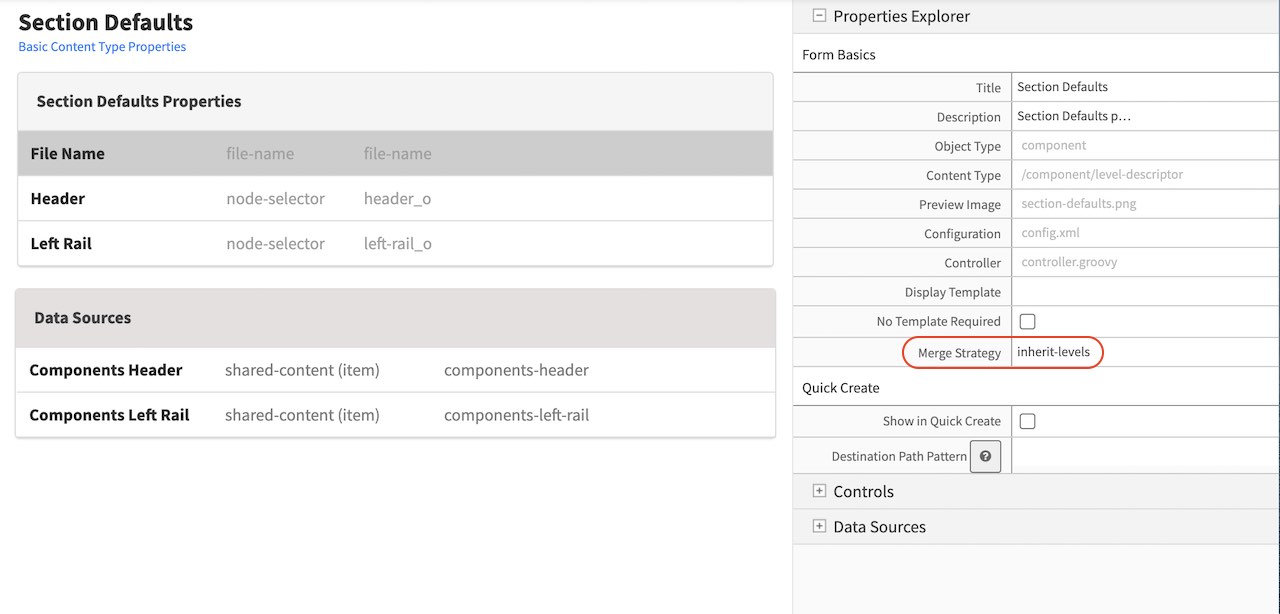 Section Defaults
Basic Content Type Properties
Section Defaults Properties
File Name file-name file-name
Header node-selector header_o
Left Rail node-selector left-rail_o
Data Sources
Components Header shared-content (item) components-header
Components Left Rail shared-content (item) components-left-rail
Properties Explorer
Form Basics
Title Section Defaults
Description Section Defaults p...
Object Type component
Content Type /component/level-descriptor
Preview Image section-defaults.png
Configuration config.xml
Controller controller.groovy
Display Template
No Template Required
Merge Strategy inherit-levels
Quick Create
Show in Quick Create
Destination Path Pattern ?
Controls
Data Sources